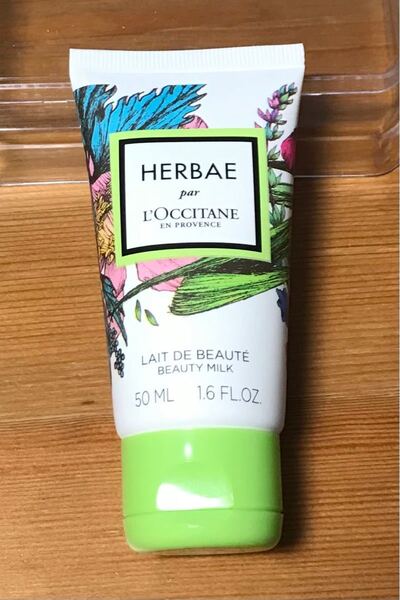 HERBAE
par
L'OCCITANE
EN PROVENCE
LAIT DE BEAUTÉ
BEAUTY MILK
50 ML 1.6 FL.OZ.